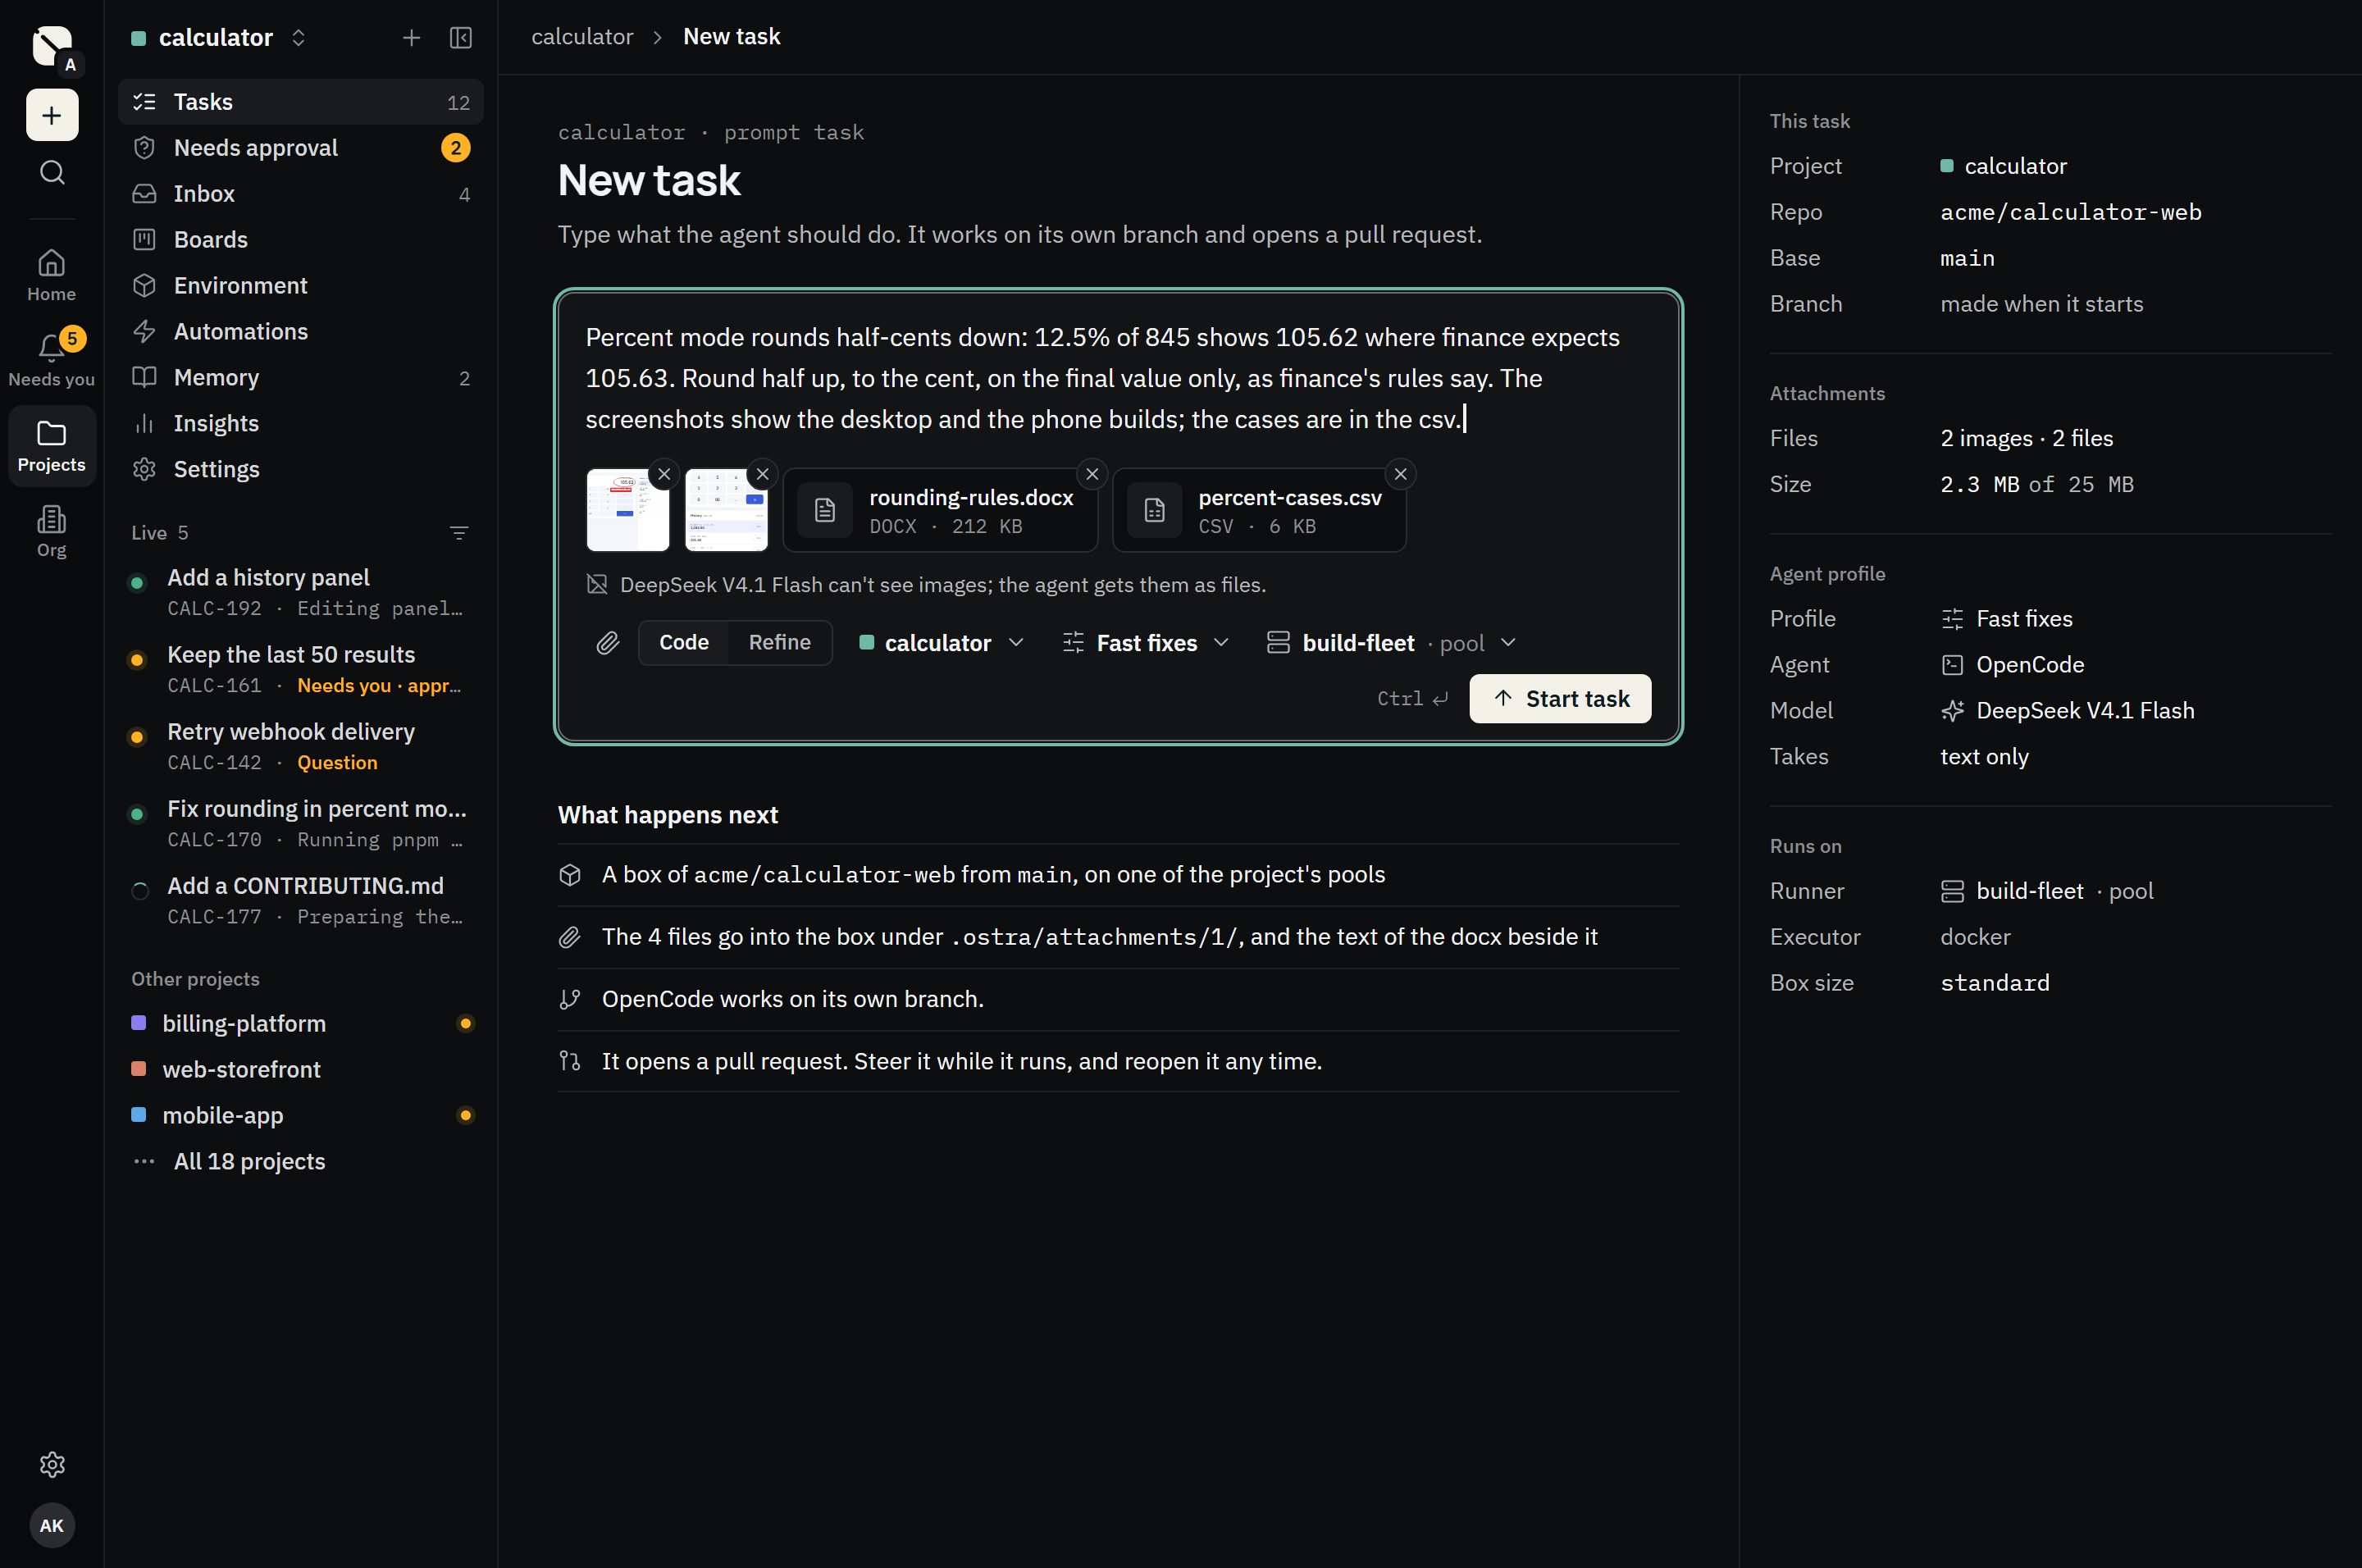 A
Home
5
Needs you
Projects
Org
AK
calculator
Tasks 12
Needs approval 2
Inbox 4
Boards
Environment
Automations
Memory 2
Insights
Settings
Live 5
Add a history panel
CALC-192 · Editing panel…
Keep the last 50 results
CALC-161 · Needs you · appr…
Retry webhook delivery
CALC-142 · Question
Fix rounding in percent mo…
CALC-170 · Running pnpm …
Add a CONTRIBUTING.md
CALC-177 · Preparing the…
Other projects
billing-platform
web-storefront
mobile-app
All 18 projects
calculator > New task
calculator · prompt task
New task
Type what the agent should do. It works on its own branch and opens a pull request.
Percent mode rounds half-cents down: 12.5% of 845 shows 105.62 where finance expects
105.63. Round half up, to the cent, on the final value only, as finance's rules say. The
screenshots show the desktop and the phone builds; the cases are in the csv.
rounding-rules.docx
DOCX · 212 KB
percent-cases.csv
CSV · 6 KB
DeepSeek V4.1 Flash can't see images; the agent gets them as files.
Code Refine calculator Fast fixes build-fleet · pool
Ctrl Start task
What happens next
A box of acme/calculator-web from main, on one of the project's pools
The 4 files go into the box under .ostra/attachments/1/, and the text of the docx beside it
OpenCode works on its own branch.
It opens a pull request. Steer it while it runs, and reopen it any time.
This task
Project calculator
Repo acme/calculator-web
Base main
Branch made when it starts
Attachments
Files 2 images · 2 files
Size 2.3 MB of 25 MB
Agent profile
Profile Fast fixes
Agent OpenCode
Model DeepSeek V4.1 Flash
Takes text only
Runs on
Runner build-fleet · pool
Executor docker
Box size standard